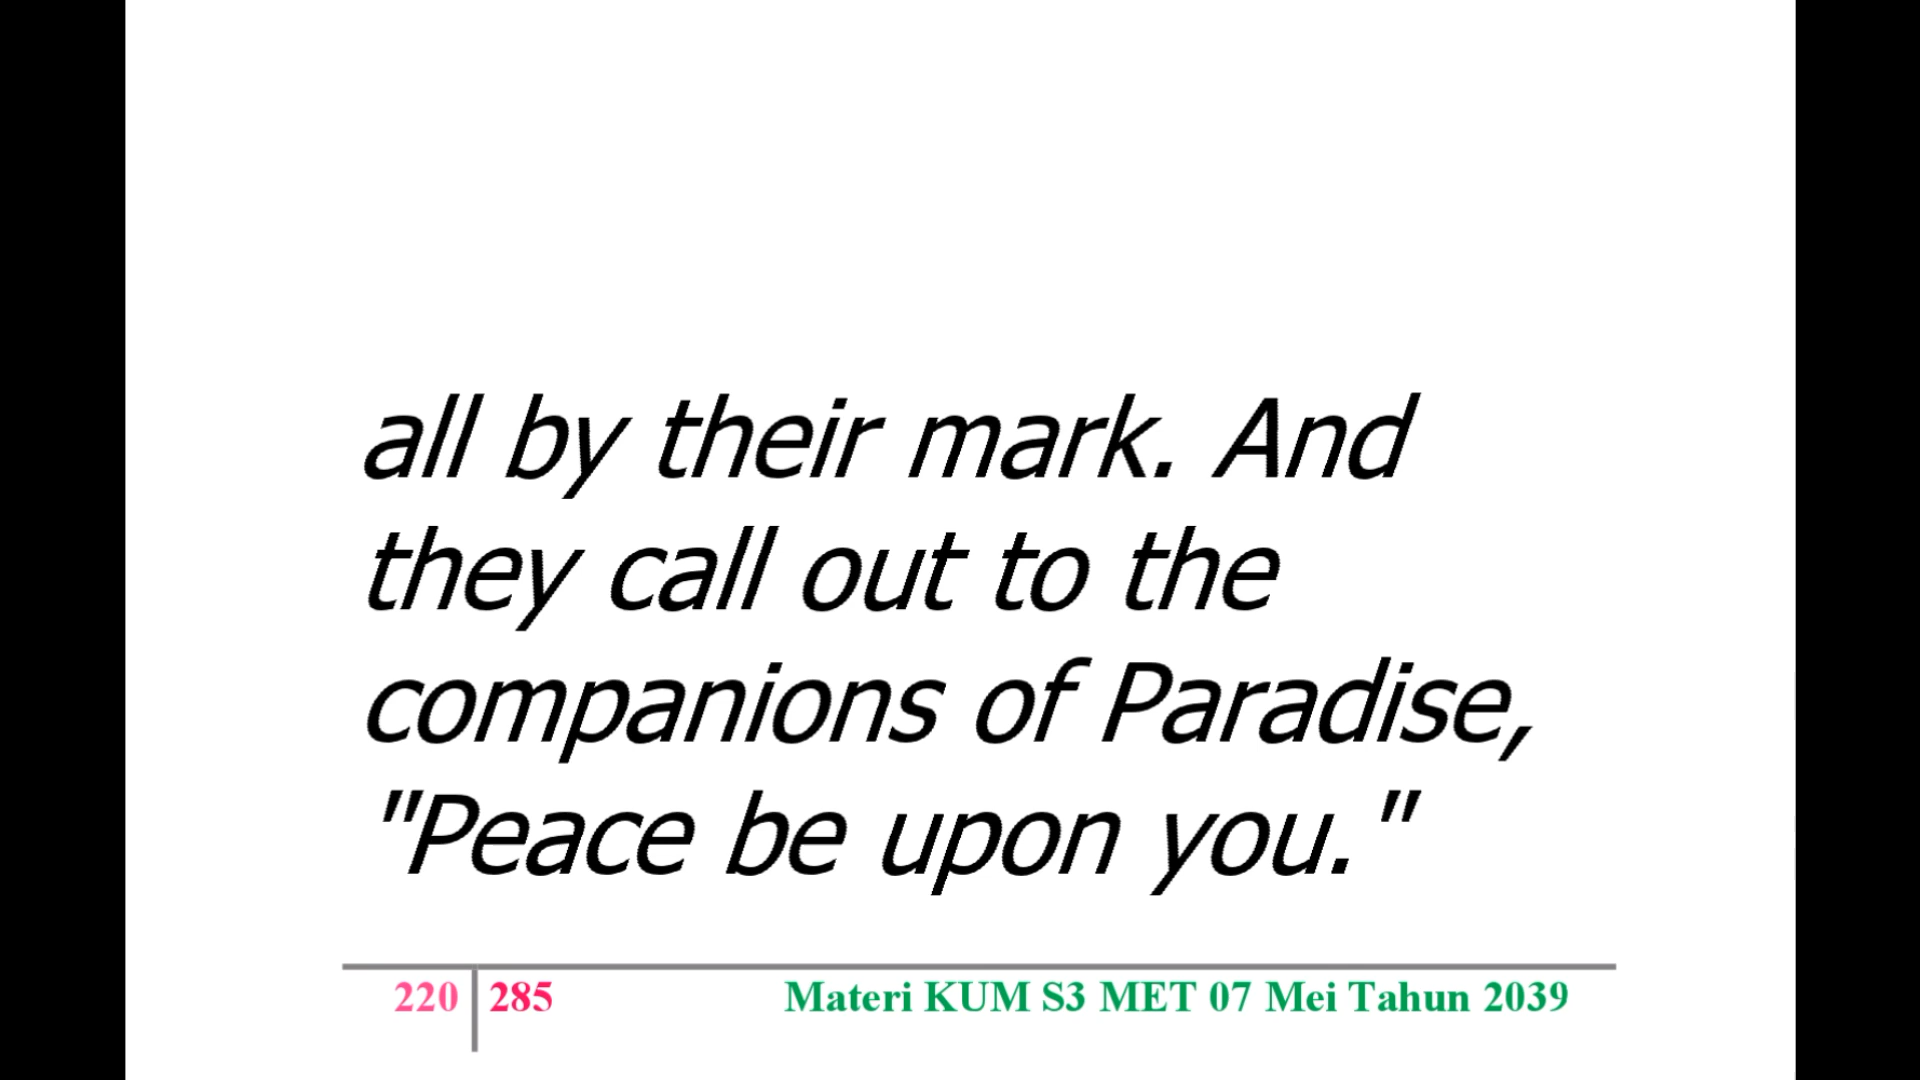 all by their mark. And
they call out to the
companions of Paradise,
"Peace be upon you."
220 285 Materi KUM S3 MET 07 Mei Tahun 2039